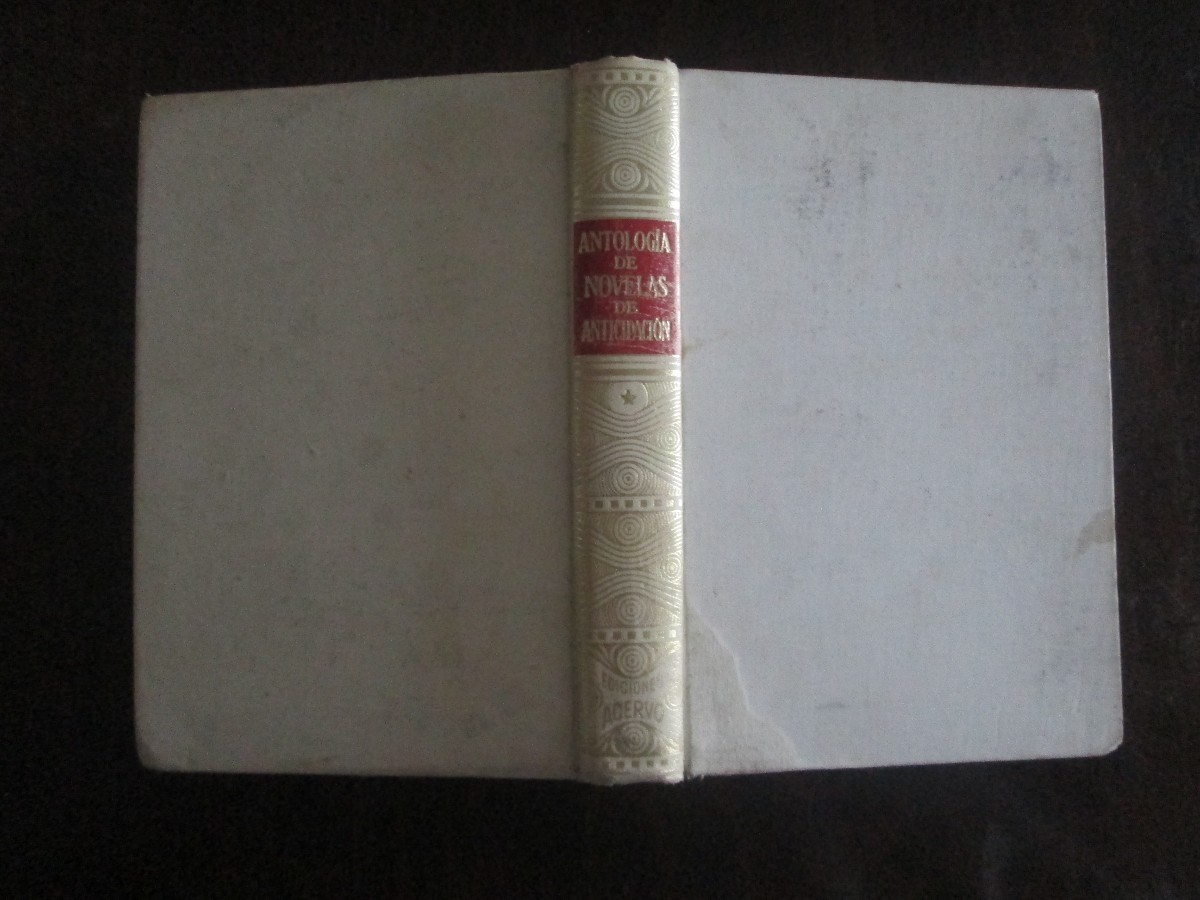 ANTOLOGÍA
DE
NOVELAS
DE
ANTICIPACIÓN
EDICIONES
ACERVO